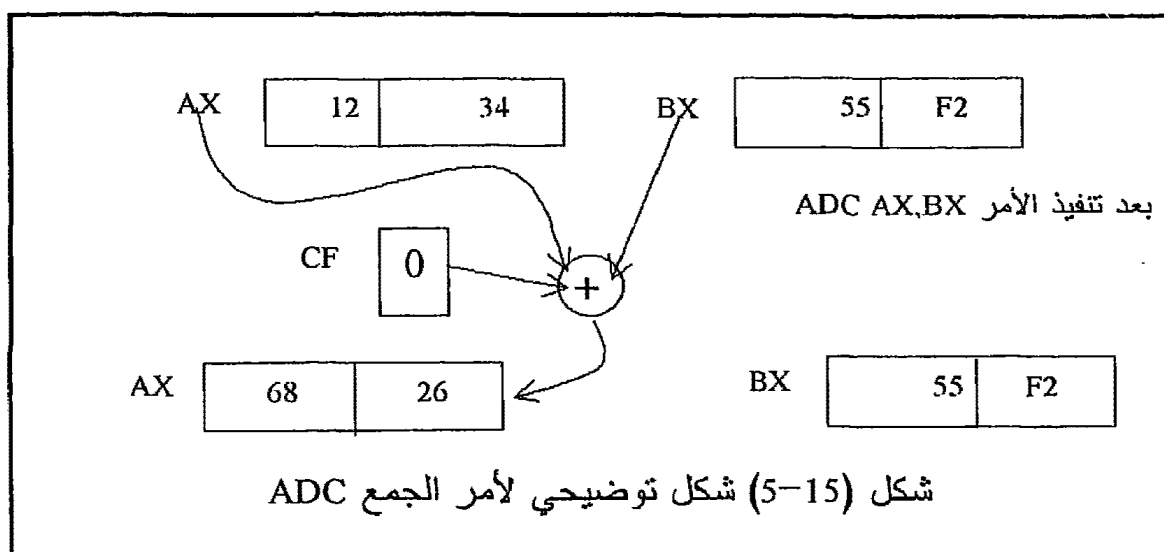 AX 12 34 BX 55 F2
بعد تنفيذ الأمر ADC AX,BX
CF 0 +
AX 68 26 BX 55 F2
شكل (15-5) شكل توضيحي لأمر الجمع ADC